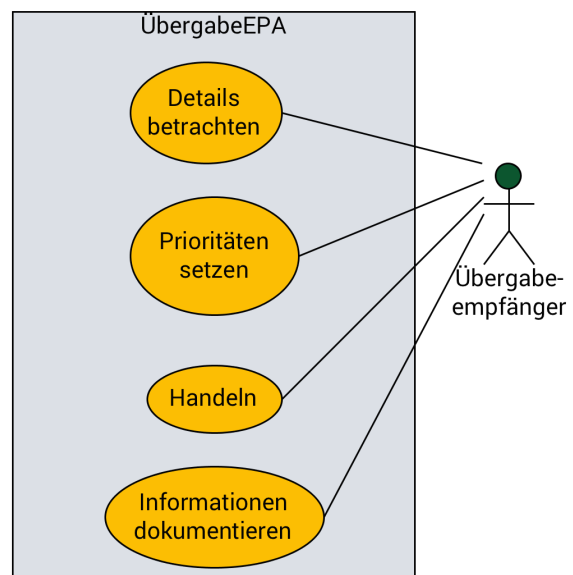 ÜbergabeEPA
Details
betrachten
Prioritäten
setzen
Übergabe-
empfänger
Handeln
Informationen
dokumentieren